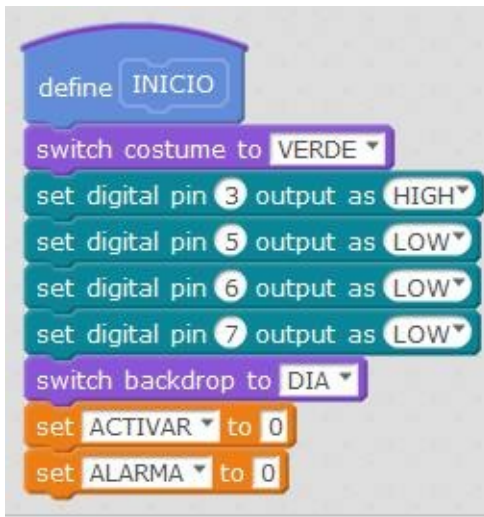 define INICIO
switch costume to VERDE
set digital pin 3 output as HIGH
set digital pin 5 output as LOW
set digital pin 6 output as LOW
set digital pin 7 output as LOW
switch backdrop to DIA
set ACTIVAR to 0
set ALARMA to 0